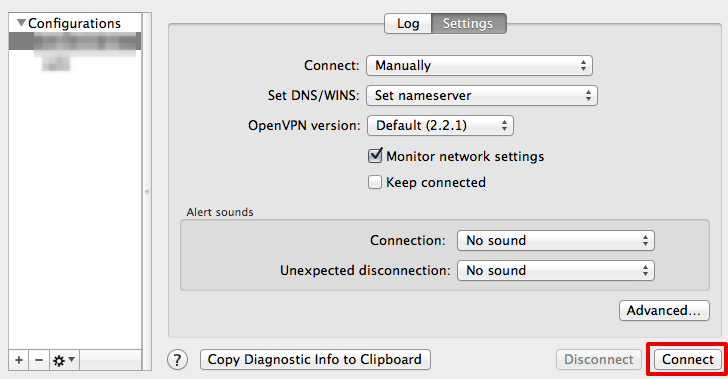 Configurations
Log Settings
Connect: Manually
Set DNS/WINS: Set nameserver
OpenVPN version: Default (2.2.1)
Monitor network settings
Keep connected
Alert sounds
Connection: No sound
Unexpected disconnection: No sound
Advanced...
+ − ? Copy Diagnostic Info to Clipboard Disconnect Connect